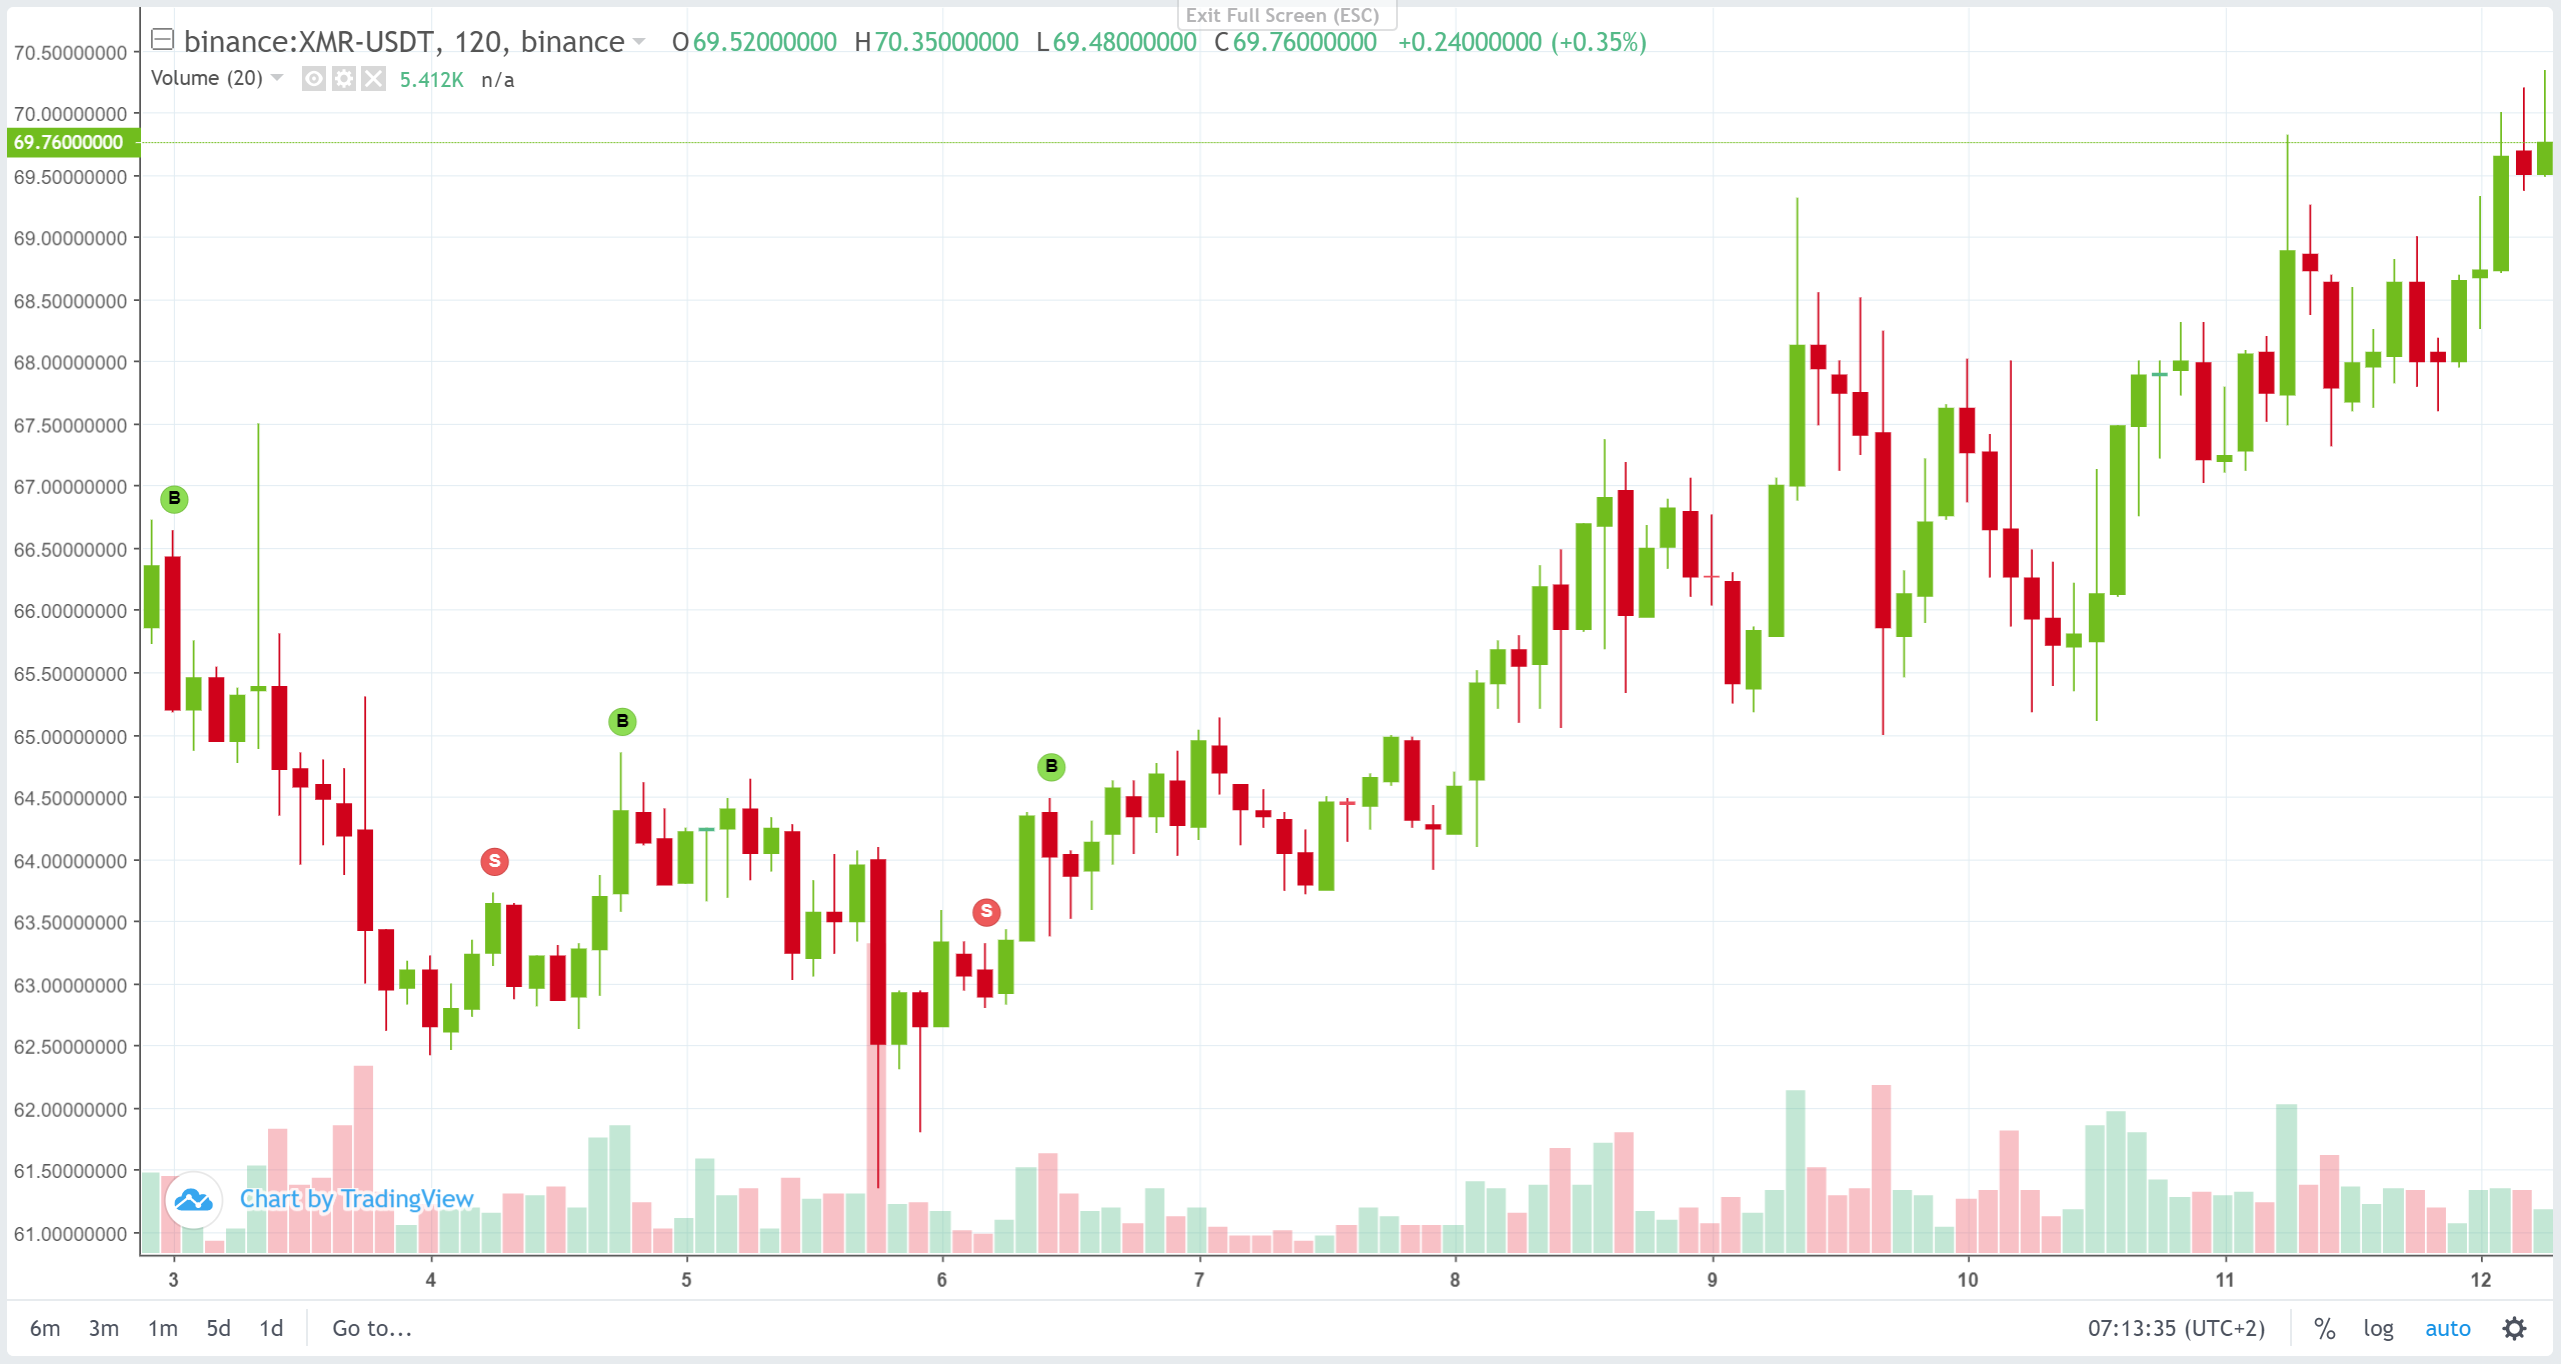 Exit Full Screen (ESC)
binance:XMR-USDT, 120, binance O69.52000000 H70.35000000 L69.48000000 C69.76000000 +0.24000000 (+0.35%)
Volume (20) 5.412K n/a
70.50000000
70.00000000
69.76000000
69.50000000
69.00000000
68.50000000
68.00000000
67.50000000
67.00000000
66.50000000
66.00000000
65.50000000
65.00000000
64.50000000
64.00000000
63.50000000
63.00000000
62.50000000
62.00000000
61.50000000
61.00000000
B
B
B
S
S
Chart by TradingView
3 4 5 6 7 8 9 10 11 12
6m 3m 1m 5d 1d Go to... 07:13:35 (UTC+2) % log auto